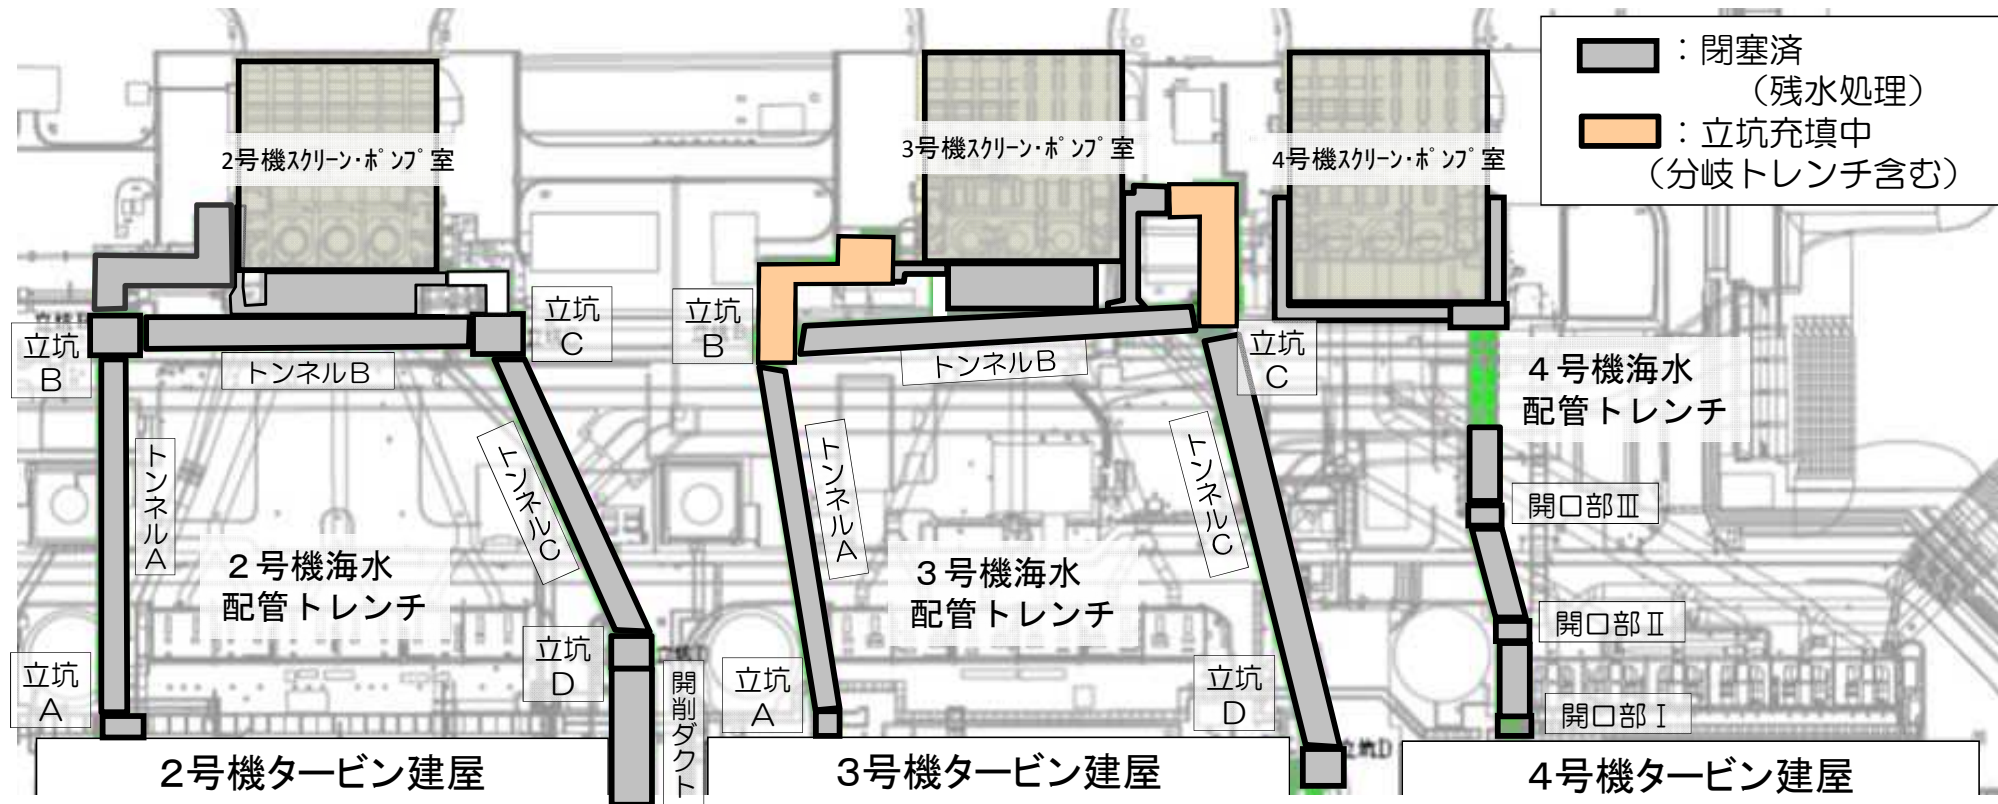 ：閉塞済
（残水処理）
：立坑充填中
（分岐トレンチ含む）
2号機ｽｸﾘｰﾝ・ﾎﾟﾝﾌﾟ室
3号機ｽｸﾘｰﾝ・ﾎﾟﾝﾌﾟ室
4号機ｽｸﾘｰﾝ・ﾎﾟﾝﾌﾟ室
立坑
B
トンネルB
立坑
C
立坑
B
トンネルB
立坑
C
４号機海水
配管トレンチ
トンネルA
トンネルC
トンネルA
トンネルC
開口部Ⅲ
２号機海水
配管トレンチ
３号機海水
配管トレンチ
開口部Ⅱ
立坑
A
立坑
D
開削ダクト
立坑
A
立坑
D
開口部Ⅰ
立坑D
２号機タービン建屋
３号機タービン建屋
４号機タービン建屋